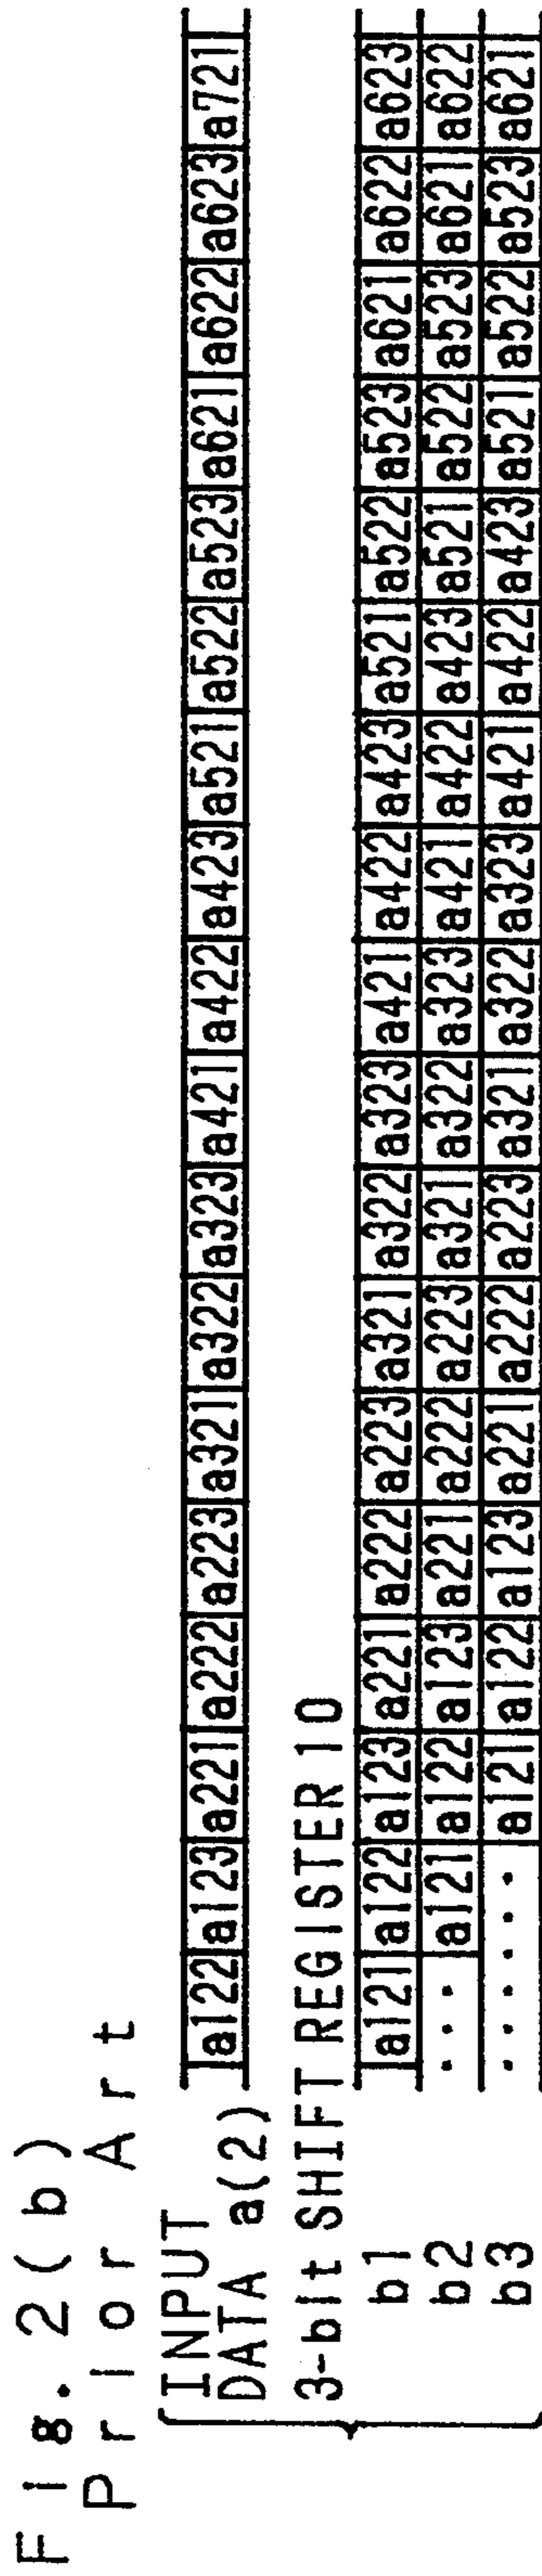 Fig. 2(b)
Prior Art
INPUT
DATA a(2) a122 a123 a221 a222 a223 a321 a322 a323 a421 a422 a423 a521 a522 a523 a621 a622 a623 a721
3-bit SHIFT REGISTER 10
b1 a121 a122 a123 a221 a222 a223 a321 a322 a323 a421 a422 a423 a521 a522 a523 a621 a622 a623
b2 ... a121 a122 a123 a221 a222 a223 a321 a322 a323 a421 a422 a423 a521 a522 a523 a621 a622
b3 ...... a121 a122 a123 a221 a222 a223 a321 a322 a323 a421 a422 a423 a521 a522 a523 a621